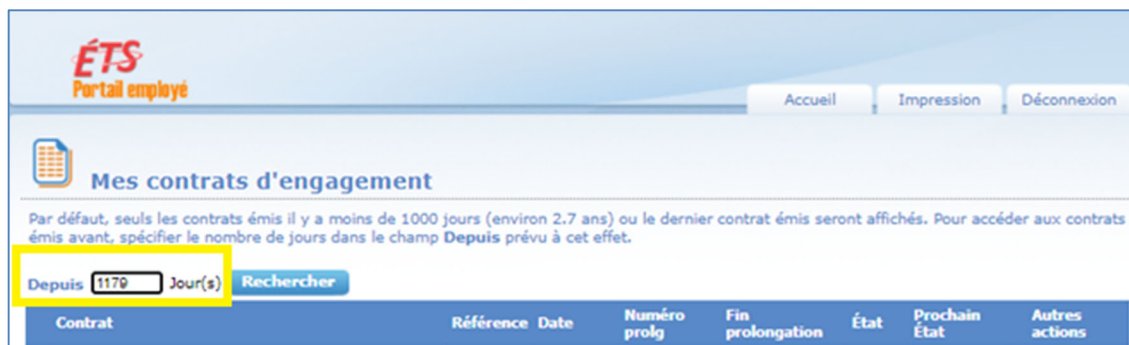 ÉTS
Portail employé
Accueil Impression Déconnexion
Mes contrats d'engagement
Par défaut, seuls les contrats émis il y a moins de 1000 jours (environ 2.7 ans) ou le dernier contrat émis seront affichés. Pour accéder aux contrats
émis avant, spécifier le nombre de jours dans le champ Depuis prévu à cet effet.
Depuis 1179 Jour(s) Rechercher
Contrat Référence Date Numéro prolg Fin prolongation État Prochain État Autres actions